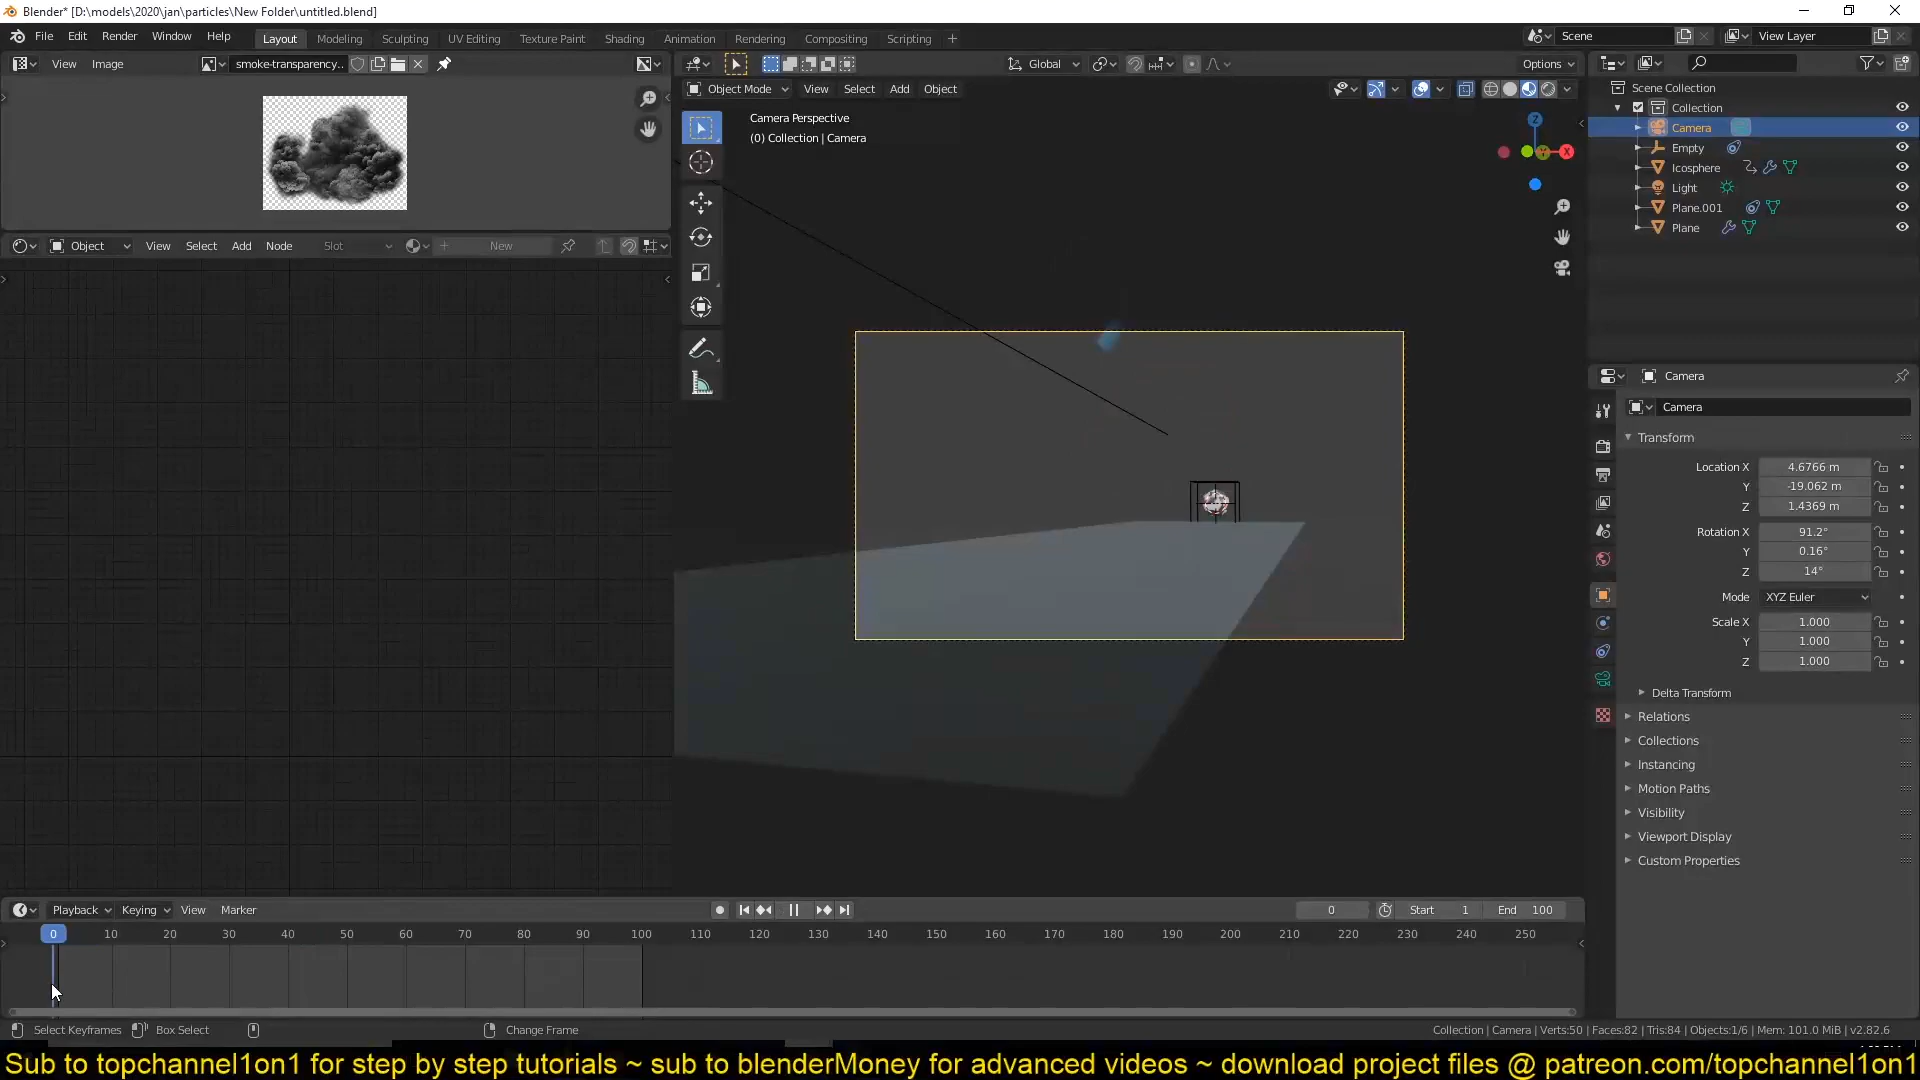 Blender* [D:\models\2020\jan\particles\New Folder\untitled.blend]
File Edit Render Window Help Layout Modeling Sculpting UV Editing Texture Paint Shading Animation Rendering Compositing Scripting Scene View Layer
View Image smoke-transparency.. Global Options
Object Mode View Select Add Object
Camera Perspective
(0) Collection | Camera
Object View Select Add Node Slot New
Z
X
Scene Collection
Collection
Camera
Empty
Icosphere
Light
Plane.001
Plane
Camera
Camera
Transform
Location X 4.6766 m
Y -19.062 m
Z 1.4369 m
Rotation X 91.2°
Y 0.16°
Z 14°
Mode XYZ Euler
Scale X 1.000
Y 1.000
Z 1.000
Delta Transform
Relations
Collections
Instancing
Motion Paths
Visibility
Viewport Display
Custom Properties
Playback Keying View Marker 0 Start 1 End 100
0 10 20 30 40 50 60 70 80 90 100 110 120 130 140 150 160 170 180 190 200 210 220 230 240 250
Select Keyframes Box Select Change Frame Collection | Camera | Verts:50 | Faces:82 | Tris:84 | Objects:1/6 | Mem: 101.0 MiB | v2.82.6
Sub to topchannel1on1 for step by step tutorials ~ sub to blenderMoney for advanced videos ~ download project files @ patreon.com/topchannel1on1